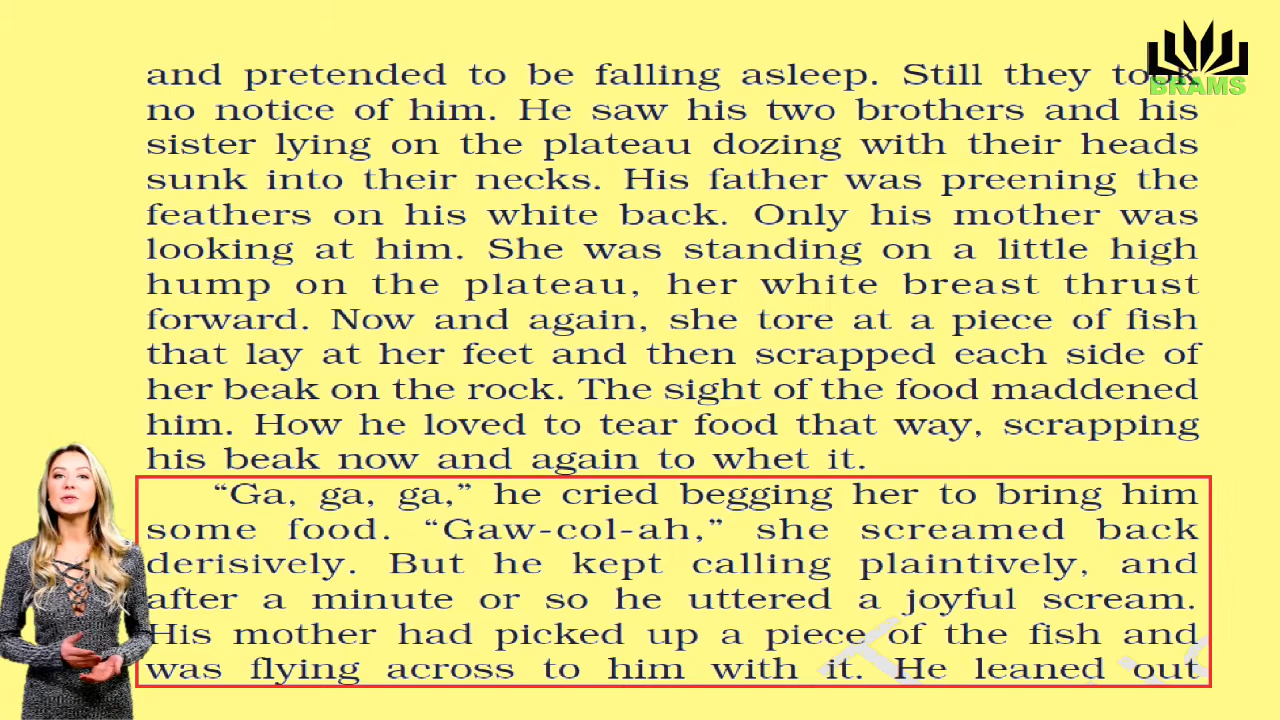 and pretended to be falling asleep. Still they took
no notice of him. He saw his two brothers and his
sister lying on the plateau dozing with their heads
sunk into their necks. His father was preening the
feathers on his white back. Only his mother was
looking at him. She was standing on a little high
hump on the plateau, her white breast thrust
forward. Now and again, she tore at a piece of fish
that lay at her feet and then scrapped each side of
her beak on the rock. The sight of the food maddened
him. How he loved to tear food that way, scrapping
his beak now and again to whet it.
“Ga, ga, ga,” he cried begging her to bring him
some food. “Gaw-col-ah,” she screamed back
derisively. But he kept calling plaintively, and
after a minute or so he uttered a joyful scream.
His mother had picked up a piece of the fish and
was flying across to him with it. He leaned out
BRAMS